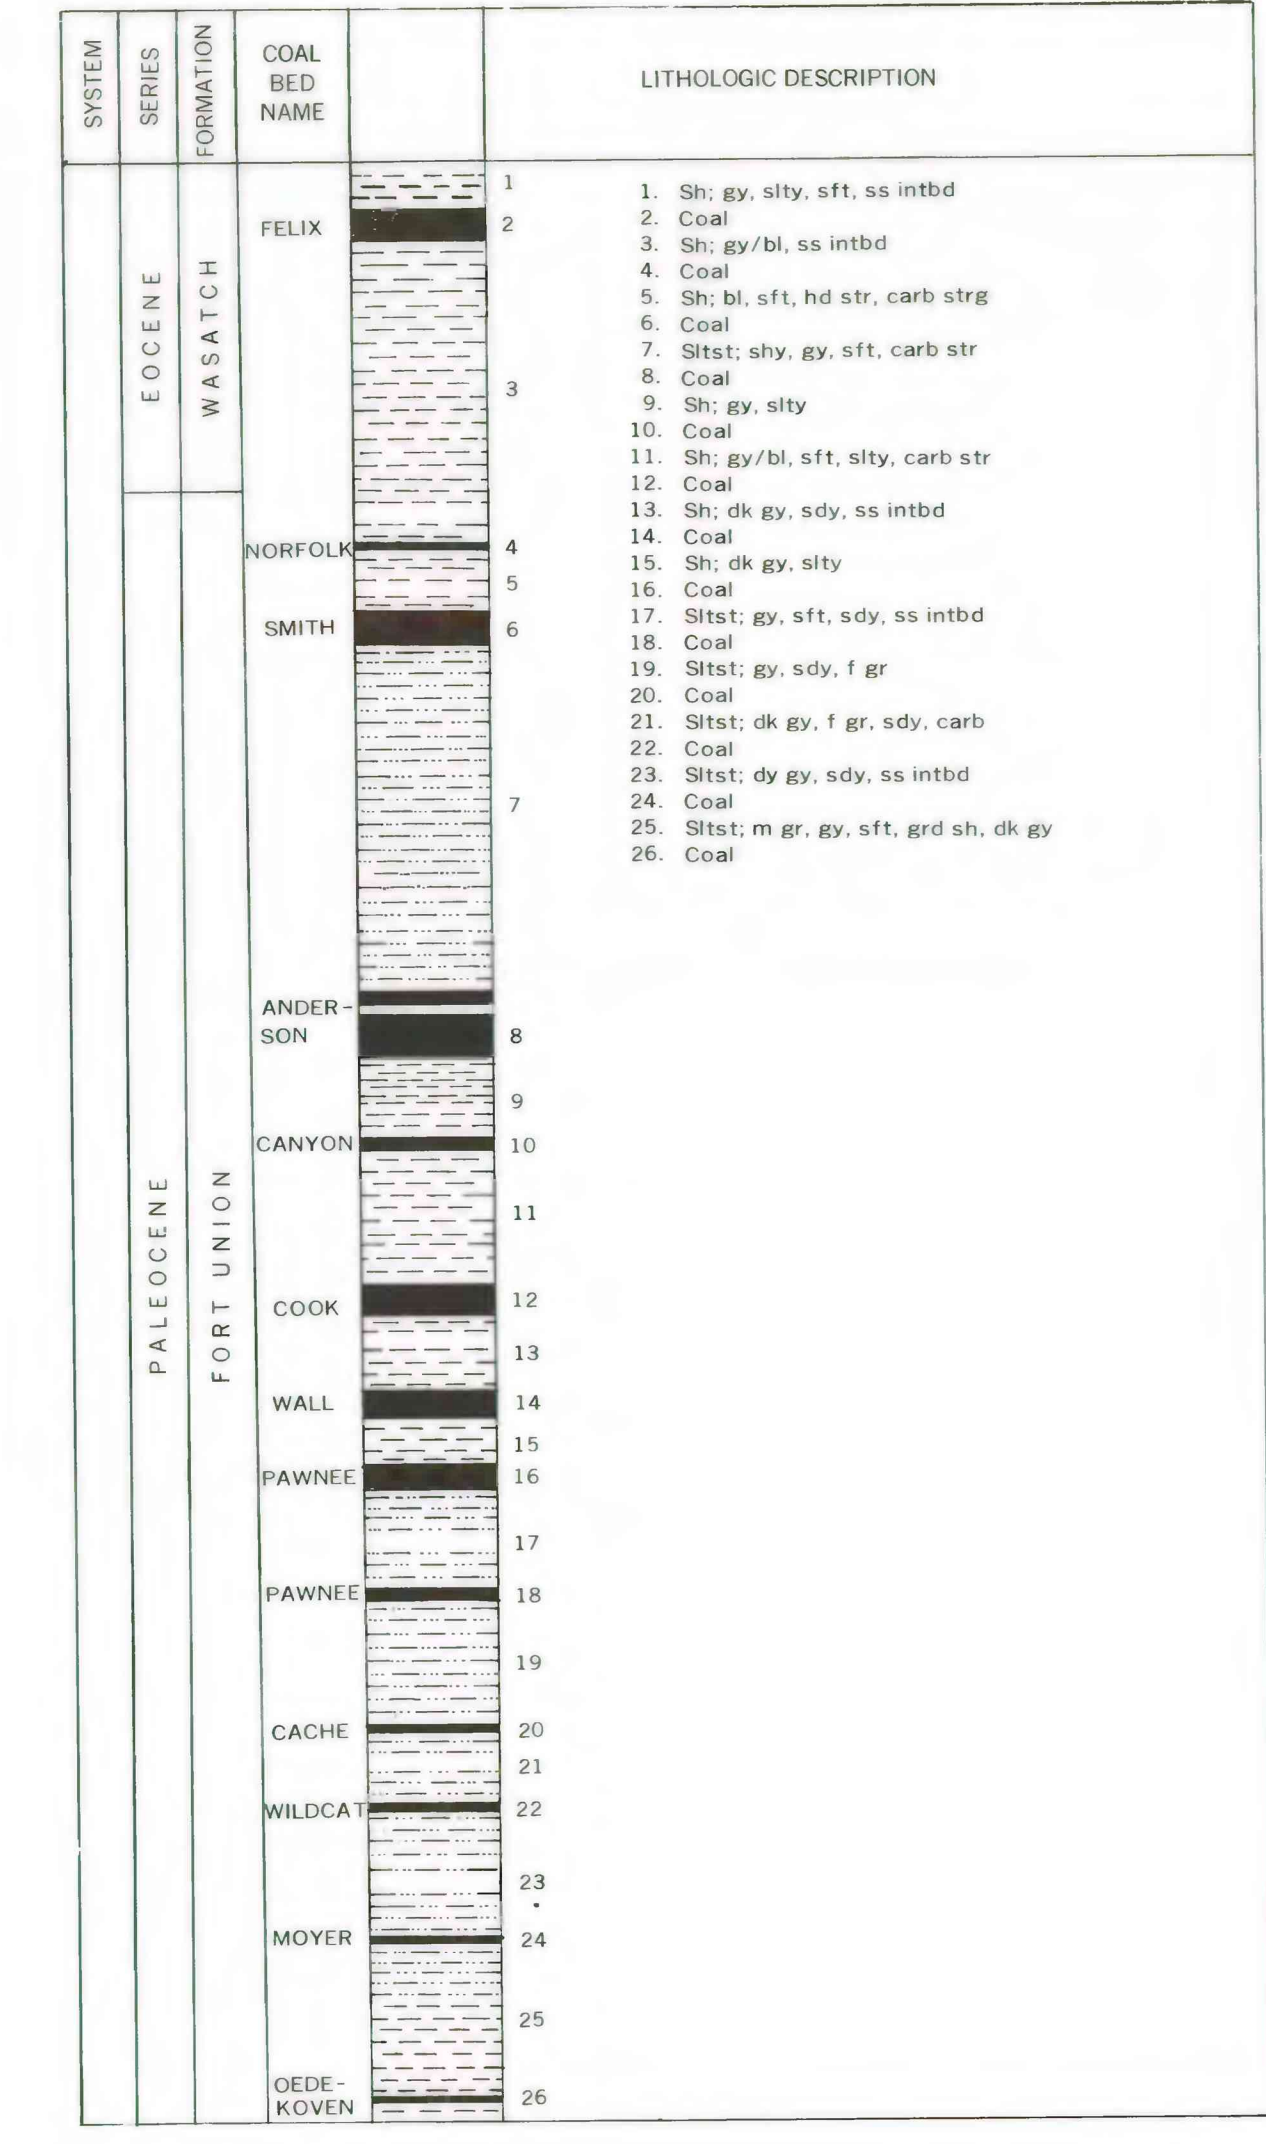 SYSTEM
SERIES
FORMATION
COAL
BED
NAME
LITHOLOGIC DESCRIPTION
EOCENE
WASATCH
PALEOCENE
FORT UNION
FELIX
NORFOLK
SMITH
ANDER-
SON
CANYON
COOK
WALL
PAWNEE
PAWNEE
CACHE
WILDCAT
MOYER
OEDE-
KOVEN
1
2
3
4
5
6
7
8
9
10
11
12
13
14
15
16
17
18
19
20
21
22
23
24
25
26
1. Sh; gy, slty, sft, ss intbd
2. Coal
3. Sh; gy/bl, ss intbd
4. Coal
5. Sh; bl, sft, hd str, carb strg
6. Coal
7. Sltst; shy, gy, sft, carb str
8. Coal
9. Sh; gy, slty
10. Coal
11. Sh; gy/bl, sft, slty, carb str
12. Coal
13. Sh; dk gy, sdy, ss intbd
14. Coal
15. Sh; dk gy, slty
16. Coal
17. Sltst; gy, sft, sdy, ss intbd
18. Coal
19. Sltst; gy, sdy, f gr
20. Coal
21. Sltst; dk gy, f gr, sdy, carb
22. Coal
23. Sltst; dy gy, sdy, ss intbd
24. Coal
25. Sltst; m gr, gy, sft, grd sh, dk gy
26. Coal